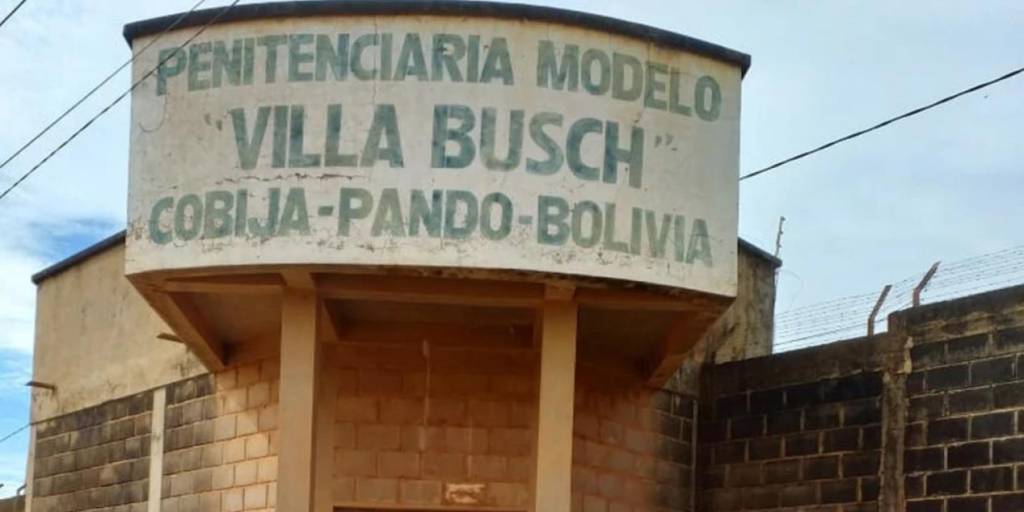 PENITENCIARIA MODELO
"VILLA BUSCH"
COBIJA-PANDO-BOLIVIA